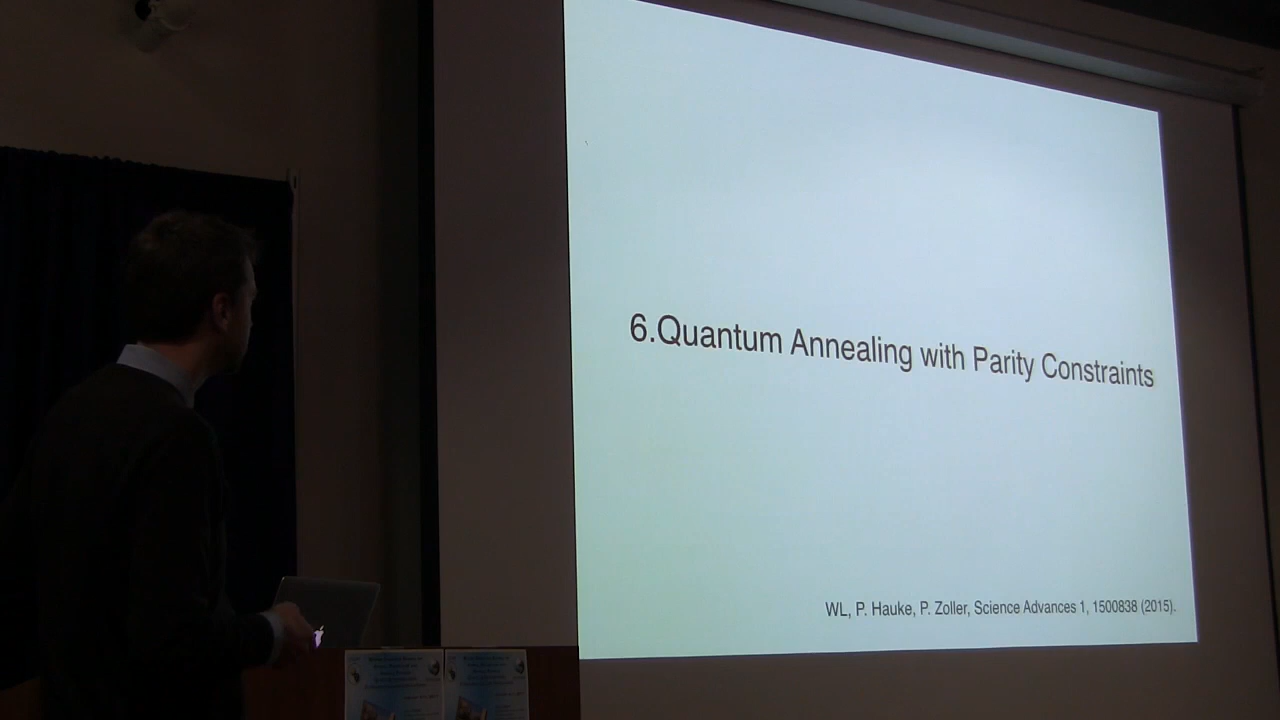 6.Quantum Annealing with Parity Constraints
WL, P. Hauke, P. Zoller, Science Advances 1, 1500838 (2015).